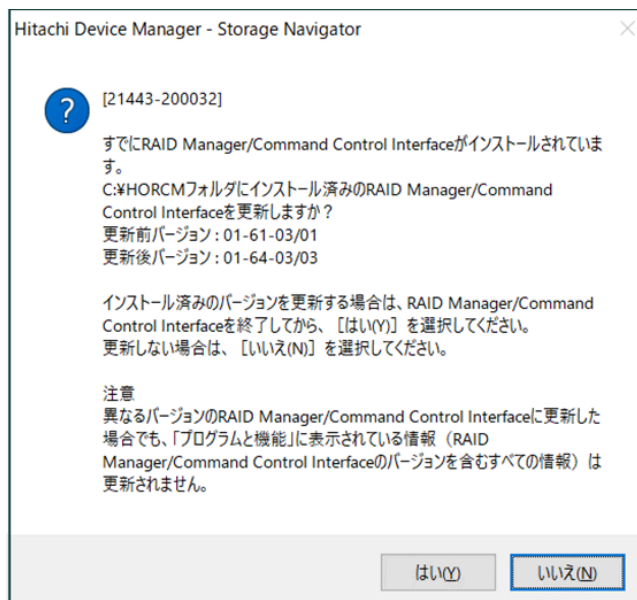 Hitachi Device Manager - Storage Navigator
[21443-200032]
すでにRAID Manager/Command Control Interfaceがインストールされていま
す。
C:¥HORCMフォルダにインストール済みのRAID Manager/Command
Control Interfaceを更新しますか？
更新前バージョン : 01-61-03/01
更新後バージョン : 01-64-03/03
インストール済みのバージョンを更新する場合は、RAID Manager/Command
Control Interfaceを終了してから、［はい(Y)］を選択してください。
更新しない場合は、［いいえ(N)］を選択してください。
注意
異なるバージョンのRAID Manager/Command Control Interfaceに更新した
場合でも、「プログラムと機能」に表示されている情報（RAID
Manager/Command Control Interfaceのバージョンを含むすべての情報）は
更新されません。
はい(Y)
いいえ(N)